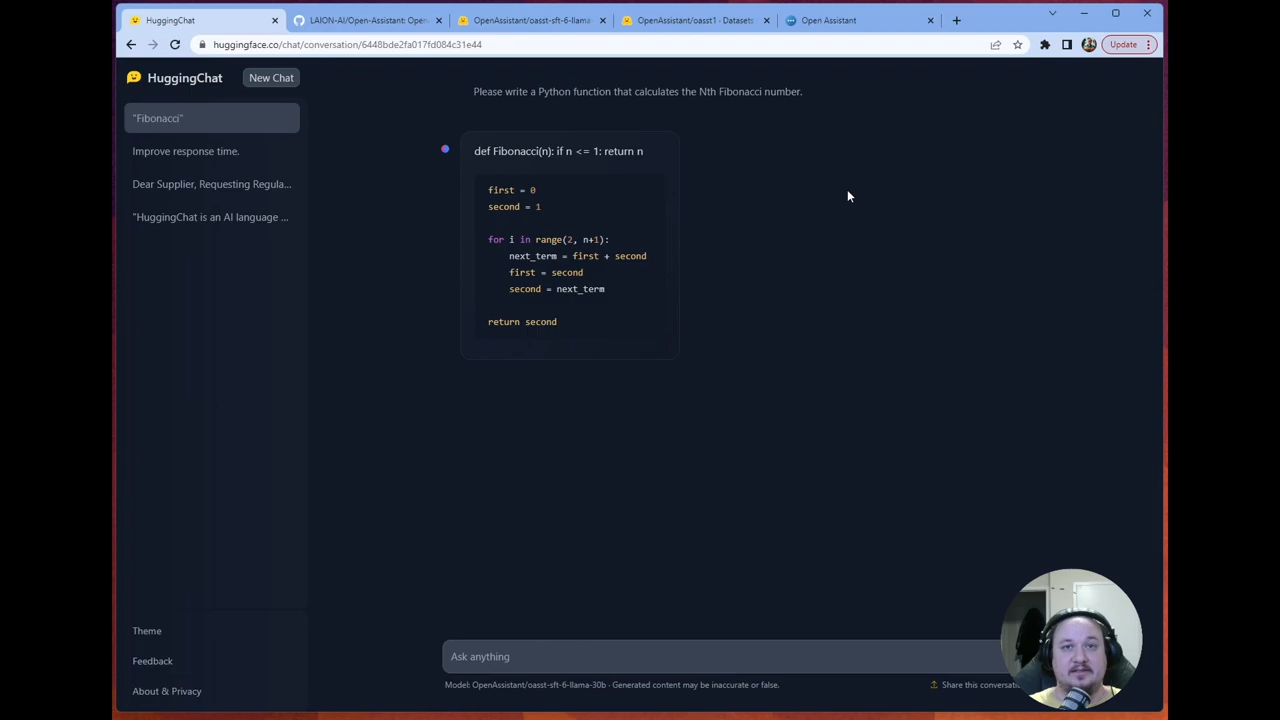 HuggingChat
LAION-AI/Open-Assistant: Open
OpenAssistant/oasst-sft-6-llama
OpenAssistant/oasst1 · Datasets
Open Assistant
huggingface.co/chat/conversation/6448bde2fa017fd084c31e44
Update
HuggingChat
New Chat
"Fibonacci"
Improve response time.
Dear Supplier, Requesting Regula...
"HuggingChat is an AI language ...
Please write a Python function that calculates the Nth Fibonacci number.
def Fibonacci(n): if n <= 1: return n
first = 0
second = 1
for i in range(2, n+1):
next_term = first + second
first = second
second = next_term
return second
Theme
Feedback
About & Privacy
Ask anything
Model: OpenAssistant/oasst-sft-6-llama-30b · Generated content may be inaccurate or false.
Share this conversatio